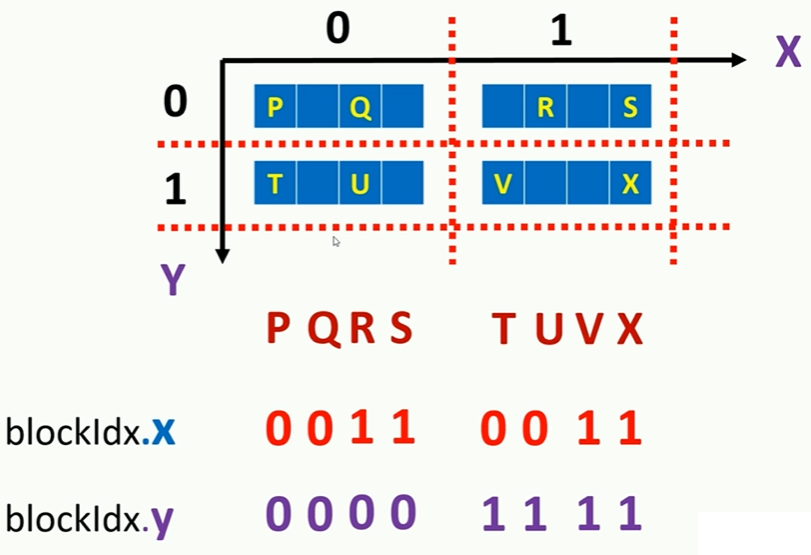 0 1 X
0 P Q R S
1 T U V X
Y
P Q R S T U V X
blockIdx.x 0 0 1 1 0 0 1 1
blockIdx.y 0 0 0 0 1 1 1 1